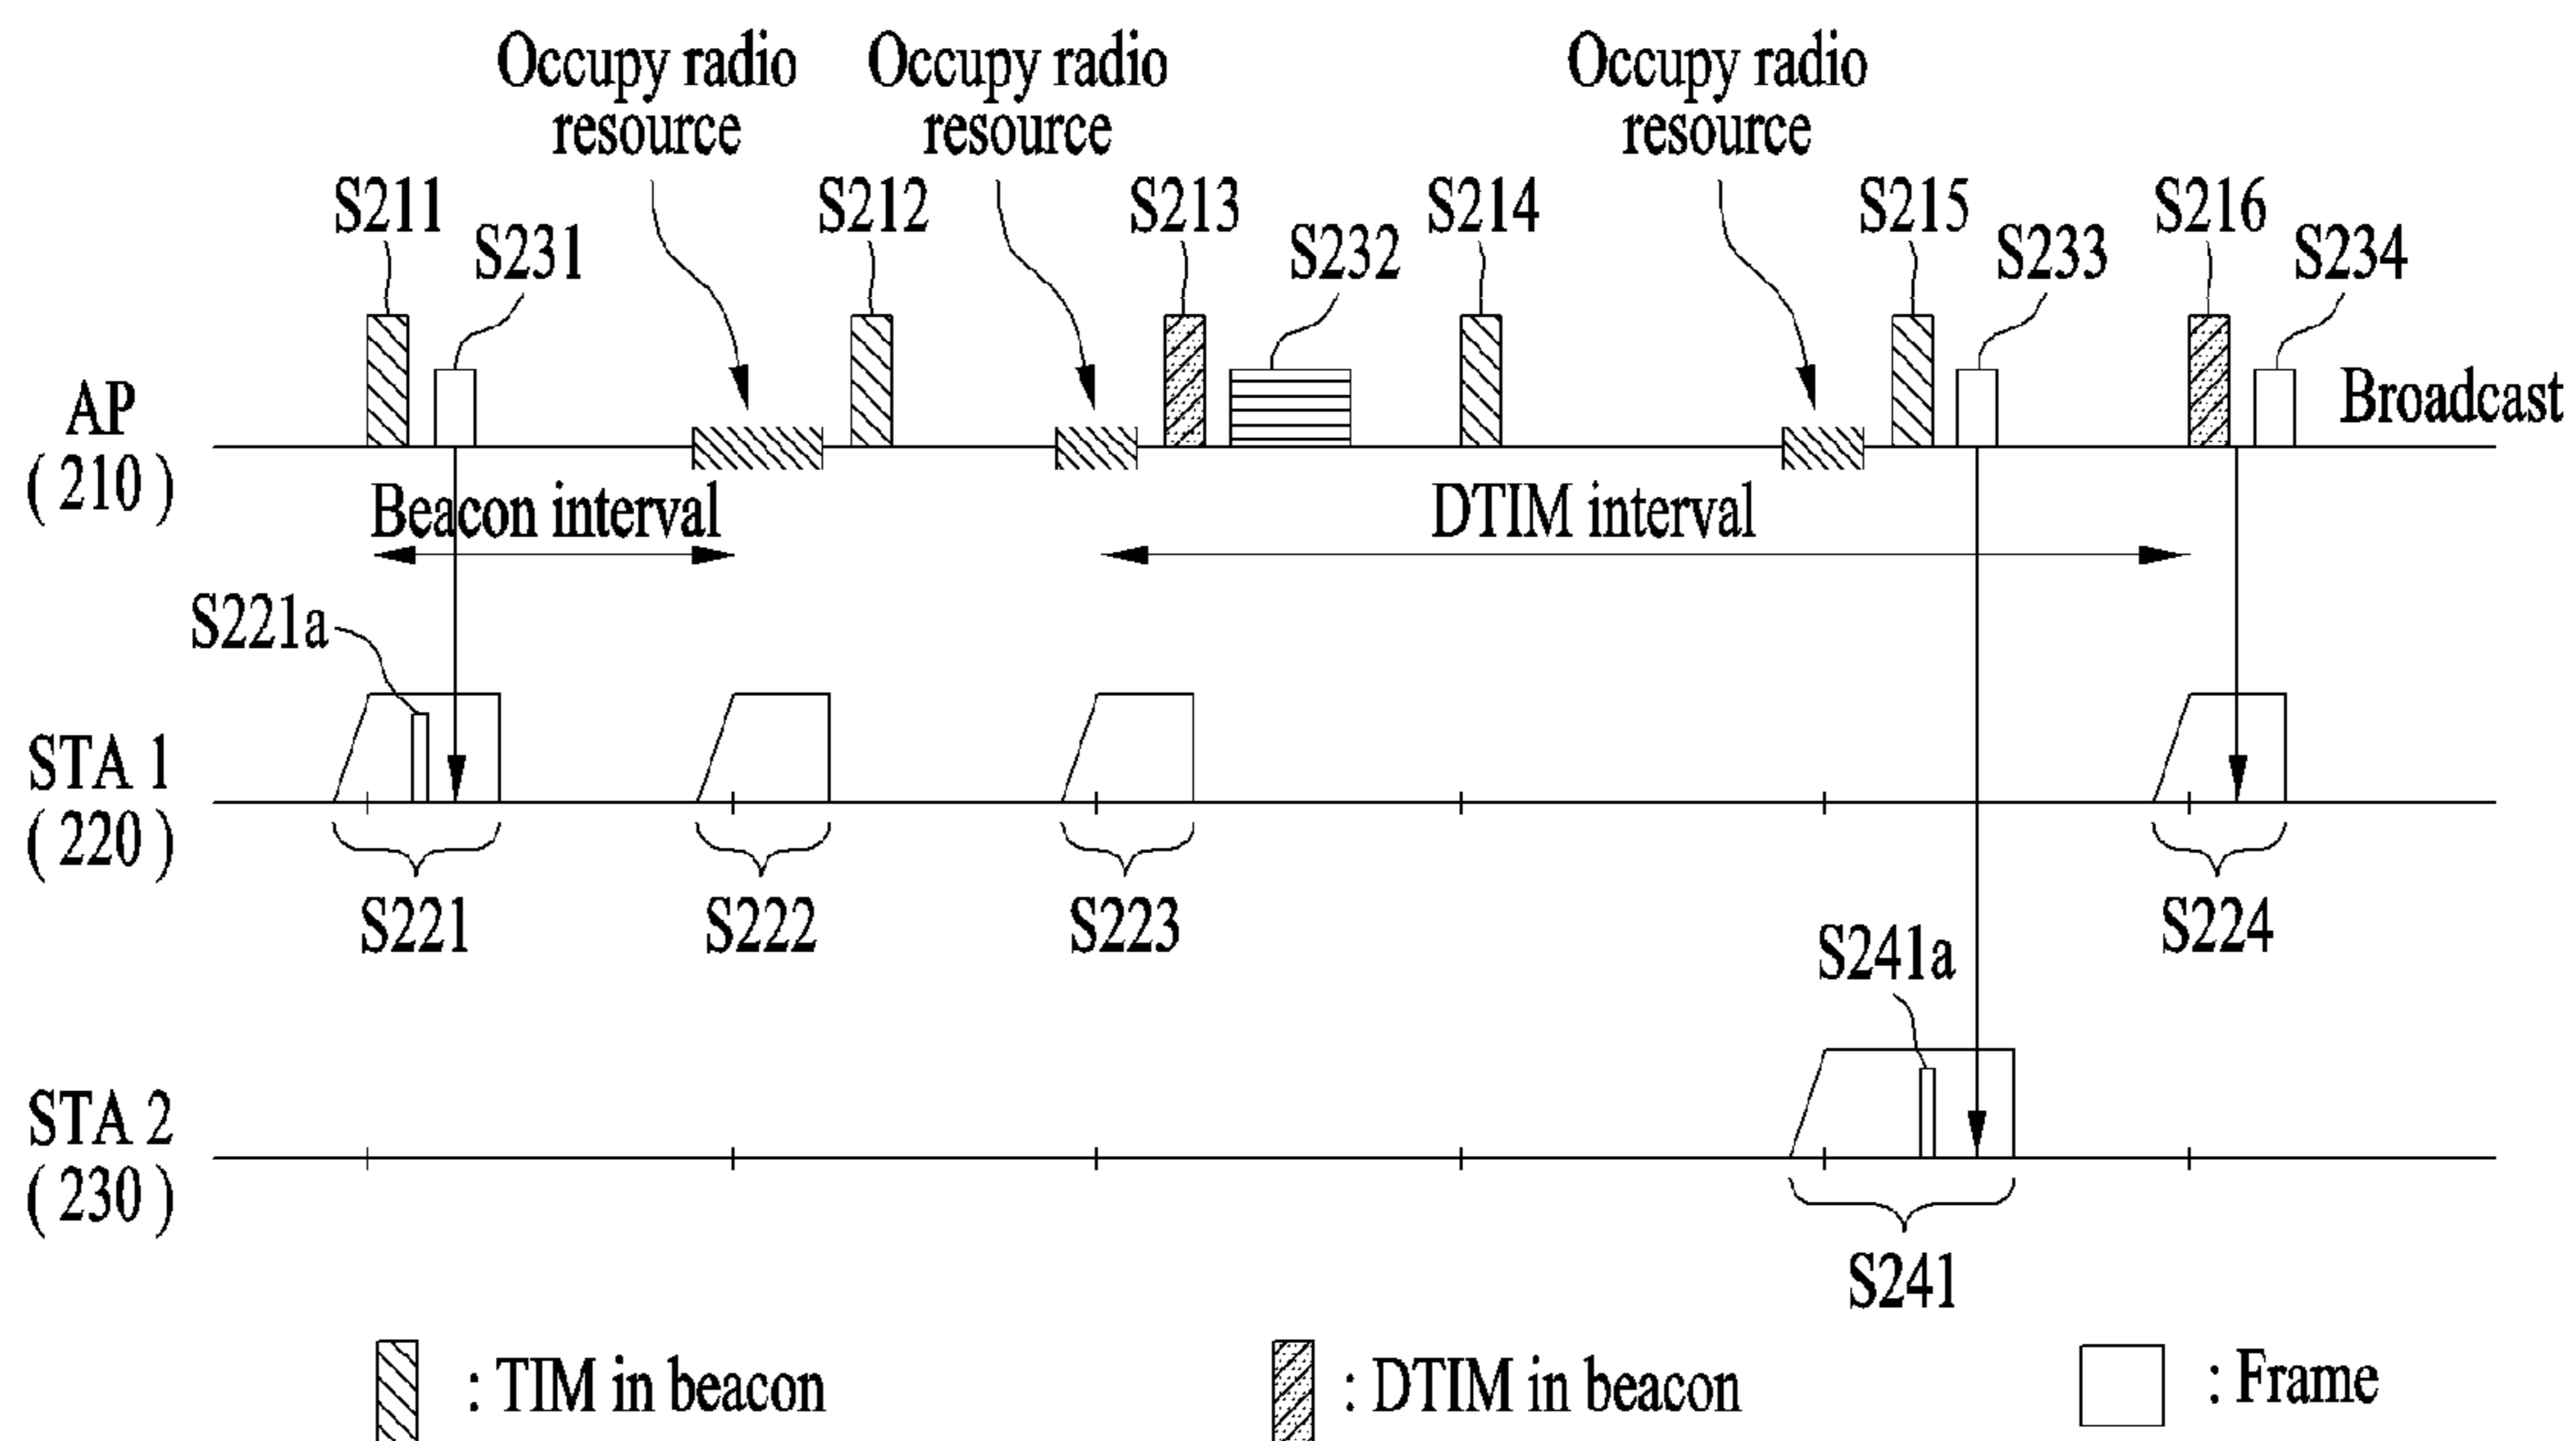 Occupy radio
resource
Occupy radio
resource
Occupy radio
resource
S211
S231
S212
S213
S232
S214
S215
S233
S216
S234
AP
( 210 )
Broadcast
Beacon interval
DTIM interval
S221a
STA 1
( 220 )
S221
S222
S223
S224
S241a
STA 2
( 230 )
S241
: TIM in beacon
: DTIM in beacon
: Frame